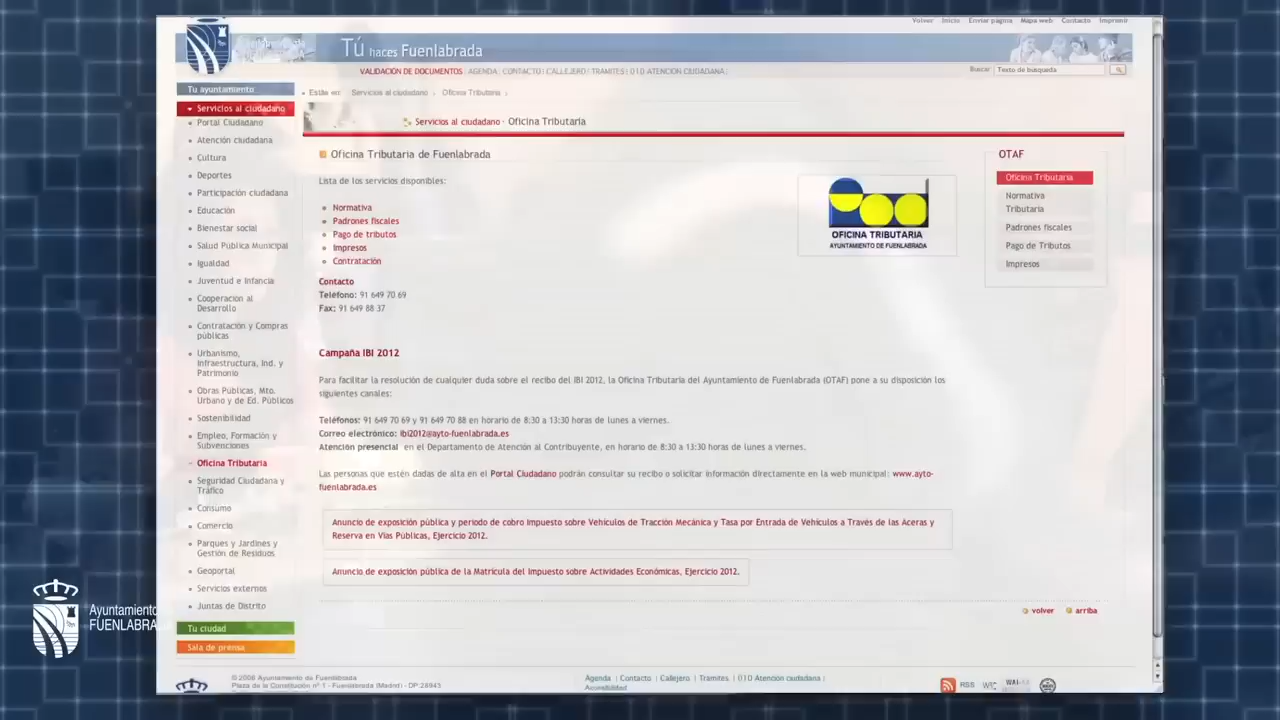 Volver Inicio Enviar página Mapa web Contacto Imprimir
Tú haces Fuenlabrada
VALIDACIÓN DE DOCUMENTOS | AGENDA | CONTACTO | CALLEJERO | TRÁMITES | 010 ATENCIÓN CIUDADANA |
Buscar Texto de búsqueda
Tu ayuntamiento
Servicios al ciudadano
Portal Ciudadano
Atención ciudadana
Cultura
Deportes
Participación ciudadana
Educación
Bienestar social
Salud Pública Municipal
Igualdad
Juventud e Infancia
Cooperación al
Desarrollo
Contratación y Compras
públicas
Urbanismo,
Infraestructura, Ind. y
Patrimonio
Obras Públicas, Mto.
Urbano y de Ed. Públicos
Sostenibilidad
Empleo, Formación y
Subvenciones
Oficina Tributaria
Seguridad Ciudadana y
Tráfico
Consumo
Comercio
Parques y Jardines y
Gestión de Residuos
Geoportal
Servicios externos
Juntas de Distrito
Tu ciudad
Sala de prensa
Estás en: Servicios al ciudadano › Oficina Tributaria ›
Servicios al ciudadano · Oficina Tributaria
Oficina Tributaria de Fuenlabrada
Lista de los servicios disponibles:
Normativa
Padrones fiscales
Pago de tributos
Impresos
Contratación
Contacto
Teléfono: 91 649 70 69
Fax: 91 649 88 37
OFICINA TRIBUTARIA
AYUNTAMIENTO DE FUENLABRADA
OTAF
Oficina Tributaria
Normativa
Tributaria
Padrones fiscales
Pago de Tributos
Impresos
Campaña IBI 2012
Para facilitar la resolución de cualquier duda sobre el recibo del IBI 2012, la Oficina Tributaria del Ayuntamiento de Fuenlabrada (OTAF) pone a su disposición los
siguientes canales:
Teléfonos: 91 649 70 69 y 91 649 70 88 en horario de 8:30 a 13:30 horas de lunes a viernes.
Correo electrónico: ibi2012@ayto-fuenlabrada.es
Atención presencial en el Departamento de Atención al Contribuyente, en horario de 8:30 a 13:30 horas de lunes a viernes.
Las personas que estén dadas de alta en el Portal Ciudadano podrán consultar su recibo o solicitar información directamente en la web municipal: www.ayto-
fuenlabrada.es
Anuncio de exposición pública y periodo de cobro Impuesto sobre Vehículos de Tracción Mecánica y Tasa por Entrada de Vehículos a Través de las Aceras y
Reserva en Vías Públicas, Ejercicio 2012.
Anuncio de exposición pública de la Matrícula del Impuesto sobre Actividades Económicas, Ejercicio 2012.
volver arriba
© 2006 Ayuntamiento de Fuenlabrada
Plaza de la Constitución nº 1 - Fuenlabrada (Madrid) - DP:28943
Agenda | Contacto | Callejero | Trámites | 010 Atención ciudadana |
Accesibilidad
RSS
Ayuntamiento
FUENLABRA